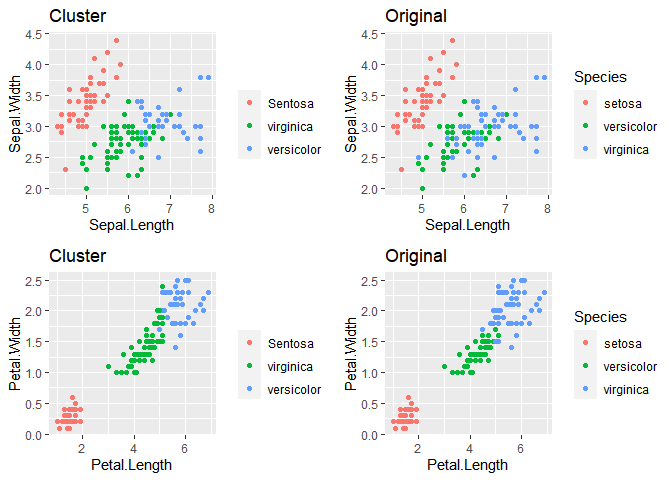 Cluster
Sepal.Width
4.5
4.0
3.5
3.0
2.5
2.0
5
6
7
8
Sepal.Length
Sentosa
virginica
versicolor
Original
Sepal.Width
4.5
4.0
3.5
3.0
2.5
2.0
5
6
7
8
Sepal.Length
Species
setosa
versicolor
virginica
Cluster
Petal.Width
2.5
2.0
1.5
1.0
0.5
0.0
2
4
6
Petal.Length
Sentosa
virginica
versicolor
Original
Petal.Width
2.5
2.0
1.5
1.0
0.5
0.0
2
4
6
Petal.Length
Species
setosa
versicolor
virginica